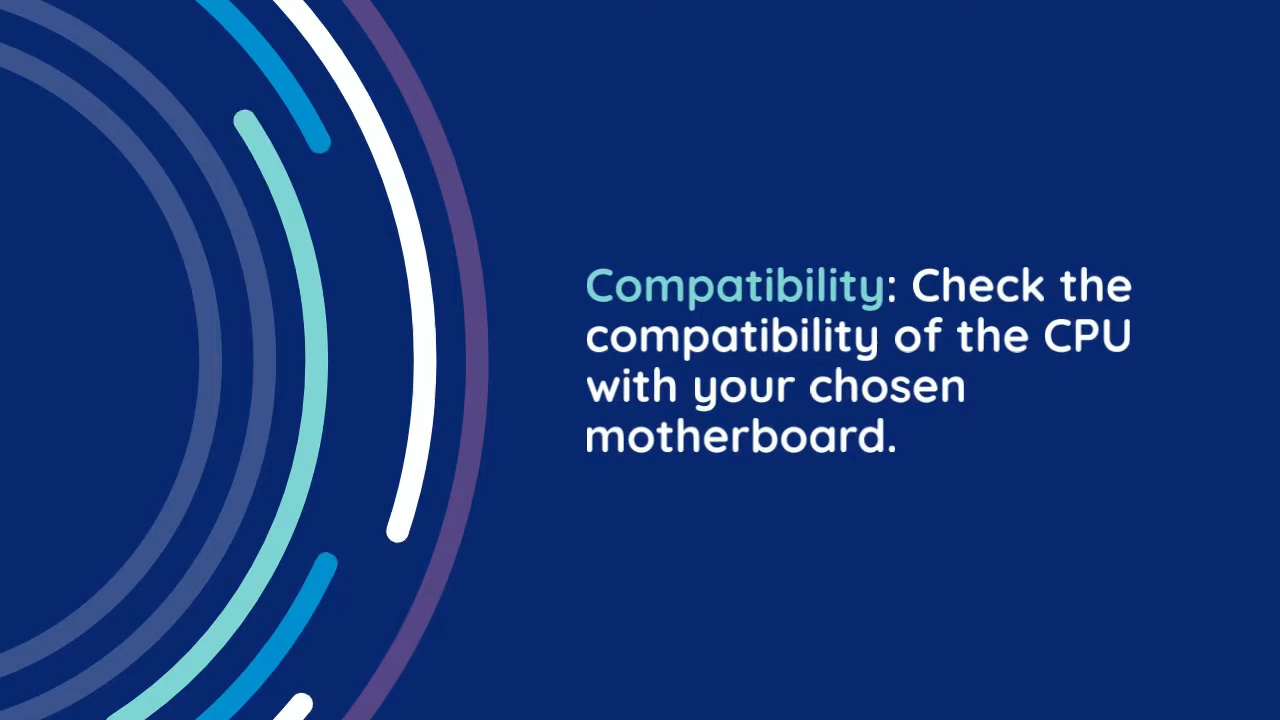 Compatibility: Check the
compatibility of the CPU
with your chosen
motherboard.